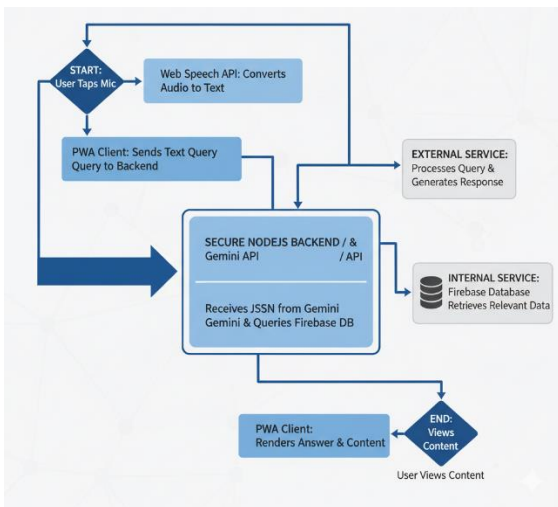 START:
User Taps Mic
Web Speech API: Converts
Audio to Text
PWA Client: Sends Text Query
Query to Backend
EXTERNAL SERVICE:
Processes Query &
Generates Response
SECURE NODEJS BACKEND / &
Gemini API / API
Receives JSSN from Gemini
Gemini & Queries Firebase DB
INTERNAL SERVICE:
Firebase Database
Retrieves Relevant Data
PWA Client:
Renders Answer & Content
END:
Views
Content
User Views Content